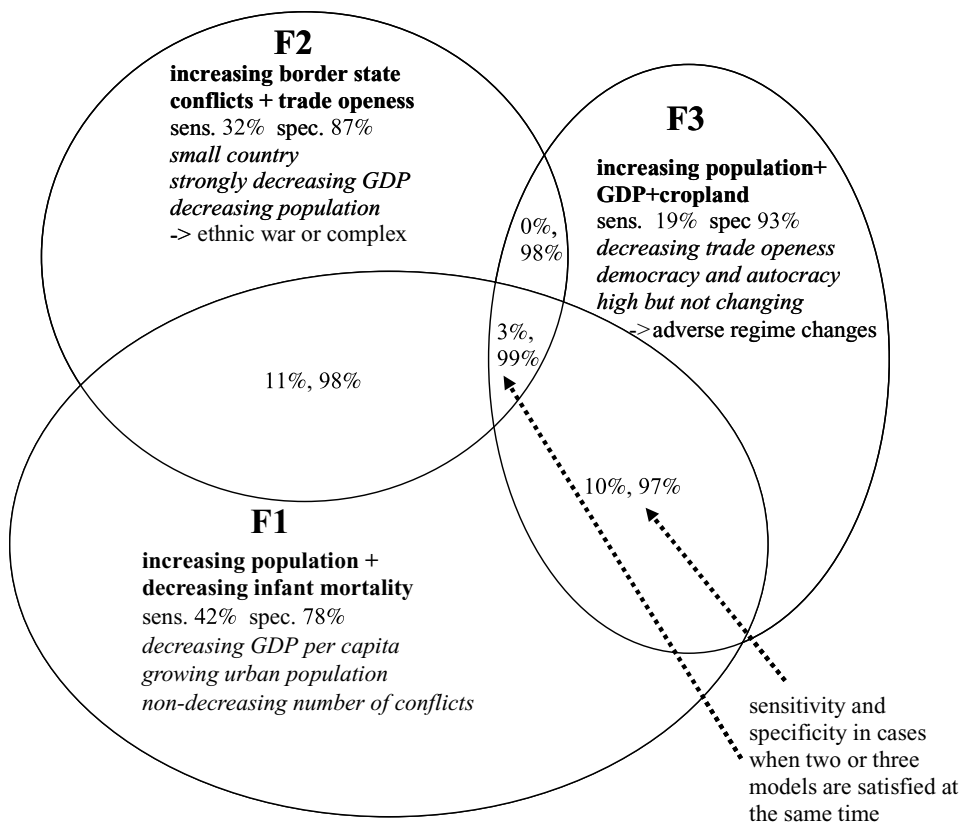 F2
increasing border state
conflicts + trade openess
sens. 32% spec. 87%
small country
strongly decreasing GDP
decreasing population
-> ethnic war or complex
F3
increasing population+
GDP+cropland
sens. 19% spec 93%
decreasing trade openess
democracy and autocracy
high but not changing
->adverse regime changes
0%,
98%
3%,
99%
11%, 98%
10%, 97%
F1
increasing population +
decreasing infant mortality
sens. 42% spec. 78%
decreasing GDP per capita
growing urban population
non-decreasing number of conflicts
sensitivity and
specificity in cases
when two or three
models are satisfied at
the same time